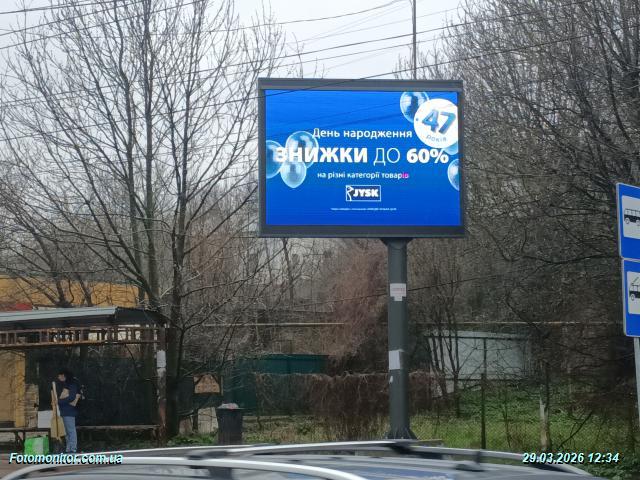 47
років
День народження
ЗНИЖКИ ДО 60%
на різні категорії товарів
JYSK
Fotomonitor.com.ua
29.03.2026 12:34